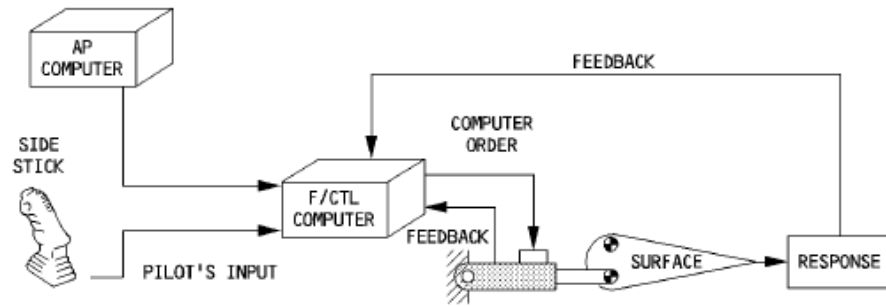 AP
COMPUTER
FEEDBACK
SIDE
STICK
COMPUTER
ORDER
F/CTL
COMPUTER
FEEDBACK
PILOT'S INPUT
SURFACE
RESPONSE